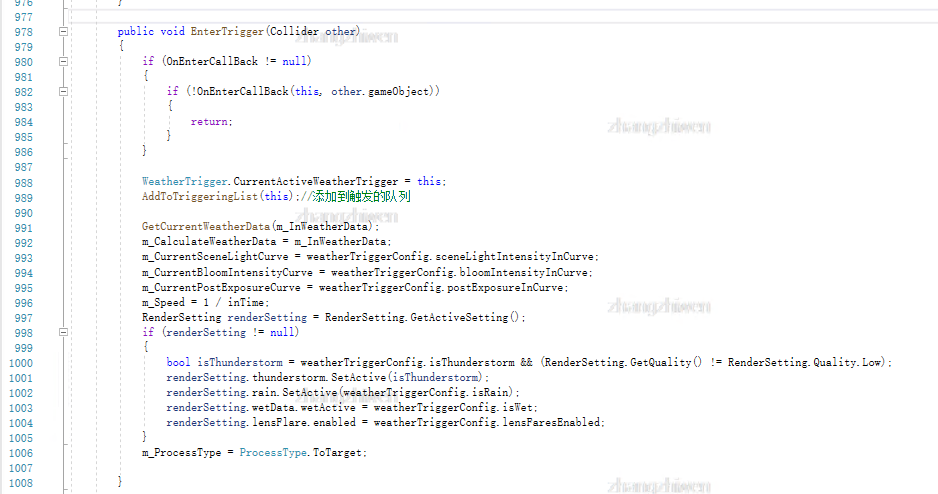 976 }
977
978 public void EnterTrigger(Collider other)
979 {
980 if (OnEnterCallBack != null)
981 {
982 if (!OnEnterCallBack(this, other.gameObject))
983 {
984 return;
985 }
986 }
987
988 WeatherTrigger.CurrentActiveWeatherTrigger = this;
989 AddToTriggeringList(this);//添加到触发的队列
990
991 GetCurrentWeatherData(m_InWeatherData);
992 m_CalculateWeatherData = m_InWeatherData;
993 m_CurrentSceneLightCurve = weatherTriggerConfig.sceneLightIntensityInCurve;
994 m_CurrentBloomIntensityCurve = weatherTriggerConfig.bloomIntensityInCurve;
995 m_CurrentPostExposureCurve = weatherTriggerConfig.postExposureInCurve;
996 m_Speed = 1 / inTime;
997 RenderSetting renderSetting = RenderSetting.GetActiveSetting();
998 if (renderSetting != null)
999 {
1000 bool isThunderstorm = weatherTriggerConfig.isThunderstorm && (RenderSetting.GetQuality() != RenderSetting.Quality.Low);
1001 renderSetting.thunderstorm.SetActive(isThunderstorm);
1002 renderSetting.rain.SetActive(weatherTriggerConfig.isRain);
1003 renderSetting.wetData.wetActive = weatherTriggerConfig.isWet;
1004 renderSetting.lensFlare.enabled = weatherTriggerConfig.lensFaresEnabled;
1005 }
1006 m_ProcessType = ProcessType.ToTarget;
1007
1008 }
zhangzhiwen
zhangzhiwen
zhangzhiwen
zhangzhiwen
zhangzhiwen
zhangzhiwen